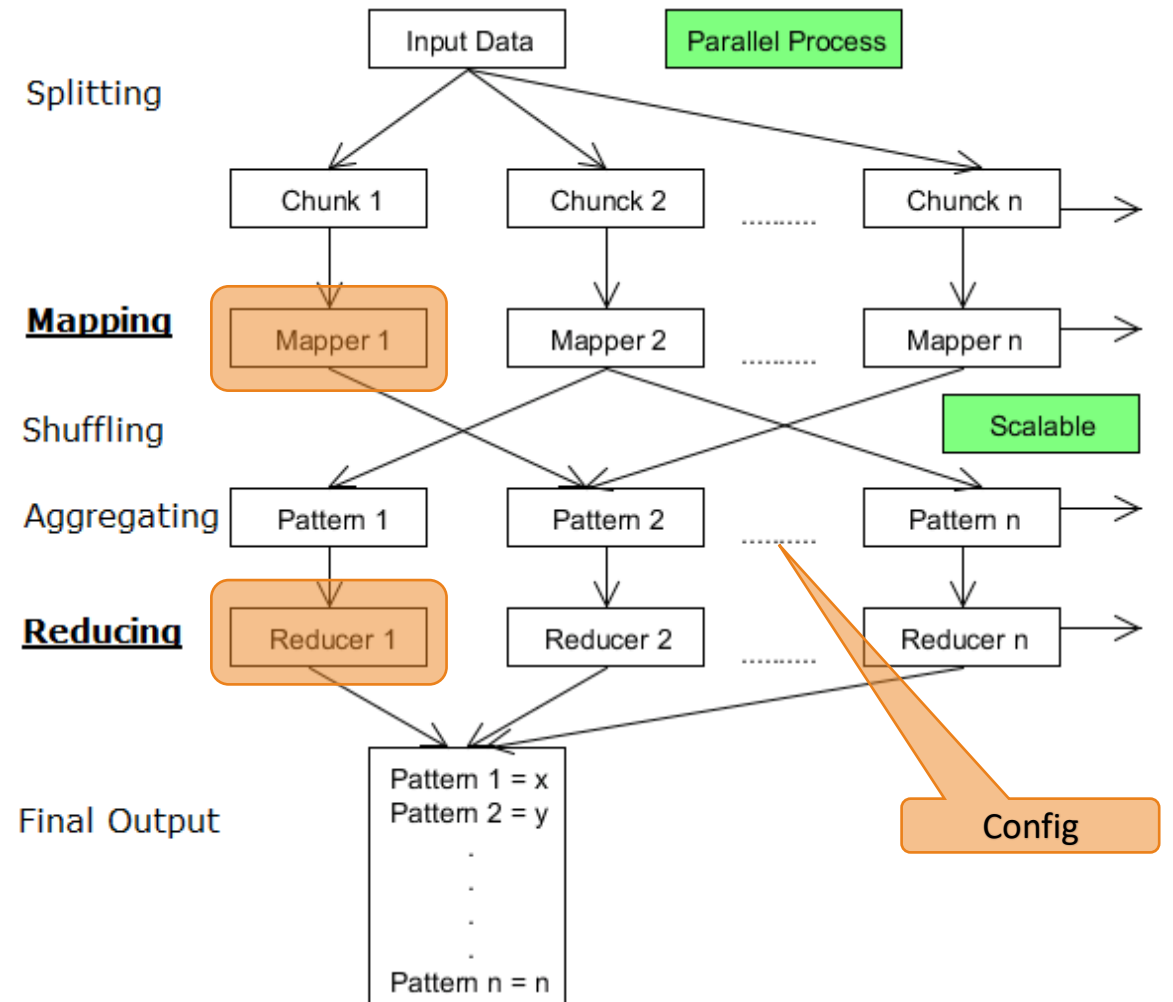 Input Data
Parallel Process
Splitting
Chunk 1
Chunck 2
..........
Chunck n
Mapping
Mapper 1
Mapper 2
..........
Mapper n
Shuffling
Scalable
Aggregating
Pattern 1
Pattern 2
..........
Pattern n
Reducing
Reducer 1
Reducer 2
..........
Reducer n
Final Output
Pattern 1 = x
Pattern 2 = y
.
.
.
.
Pattern n = n
Config